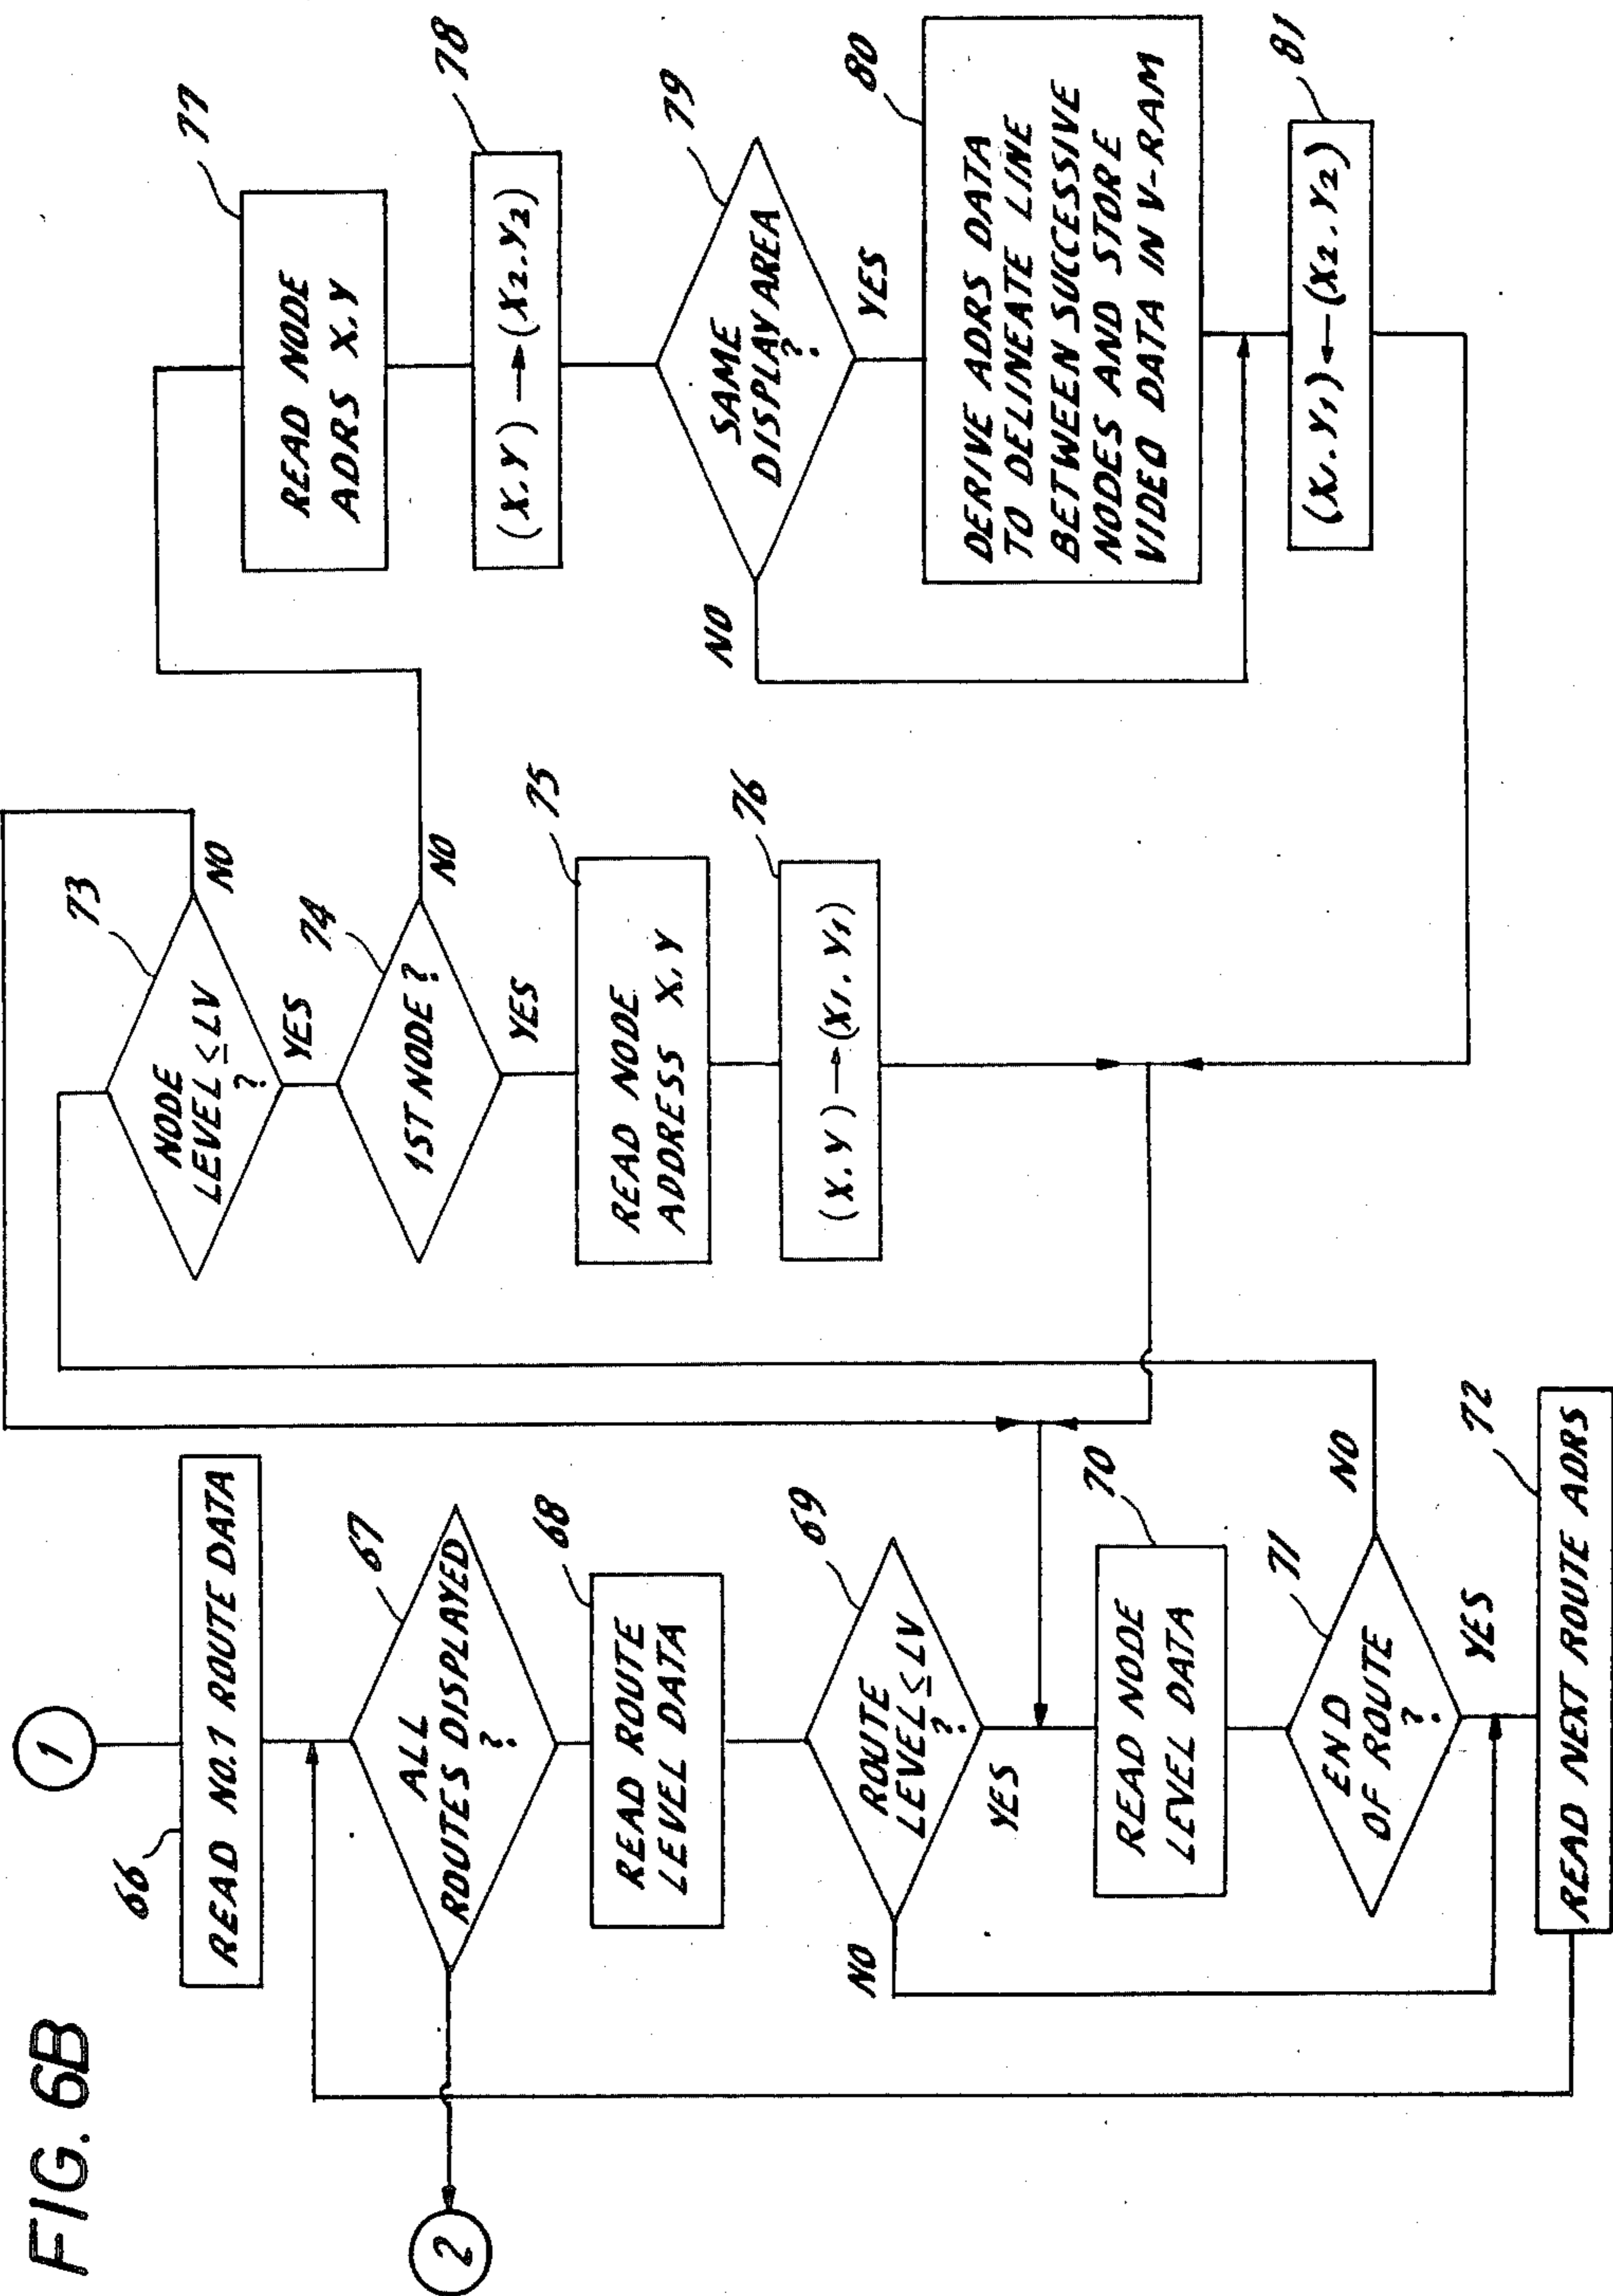 FIG. 6B
1
66
READ NO.1 ROUTE DATA
67
ALL
ROUTES DISPLAYED
?
2
68
READ ROUTE
LEVEL DATA
69
ROUTE
LEVEL ≤ LV
?
NO
YES
70
READ NODE
LEVEL DATA
71
END
OF ROUTE
?
NO
YES
72
READ NEXT ROUTE ADRS
73
NODE
LEVEL ≤ LV
?
NO
YES
74
1ST NODE ?
NO
YES
75
READ NODE
ADDRESS X,Y
76
(X,Y) → (X1,Y1)
77
READ NODE
ADRS X,Y
78
(X,Y) → (X2,Y2)
79
SAME
DISPLAY AREA
?
NO
YES
80
DERIVE ADRS DATA
TO DELINEATE LINE
BETWEEN SUCCESSIVE
NODES AND STORE
VIDEO DATA IN V-RAM
81
(X1,Y1) ← (X2,Y2)